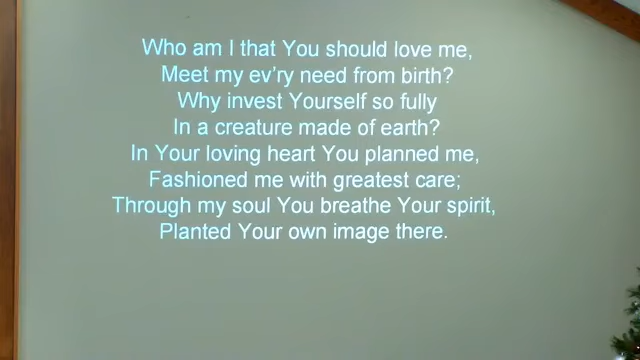 Who am I that You should love me,
Meet my ev'ry need from birth?
Why invest Yourself so fully
In a creature made of earth?
In Your loving heart You planned me,
Fashioned me with greatest care;
Through my soul You breathe Your spirit,
Planted Your own image there.